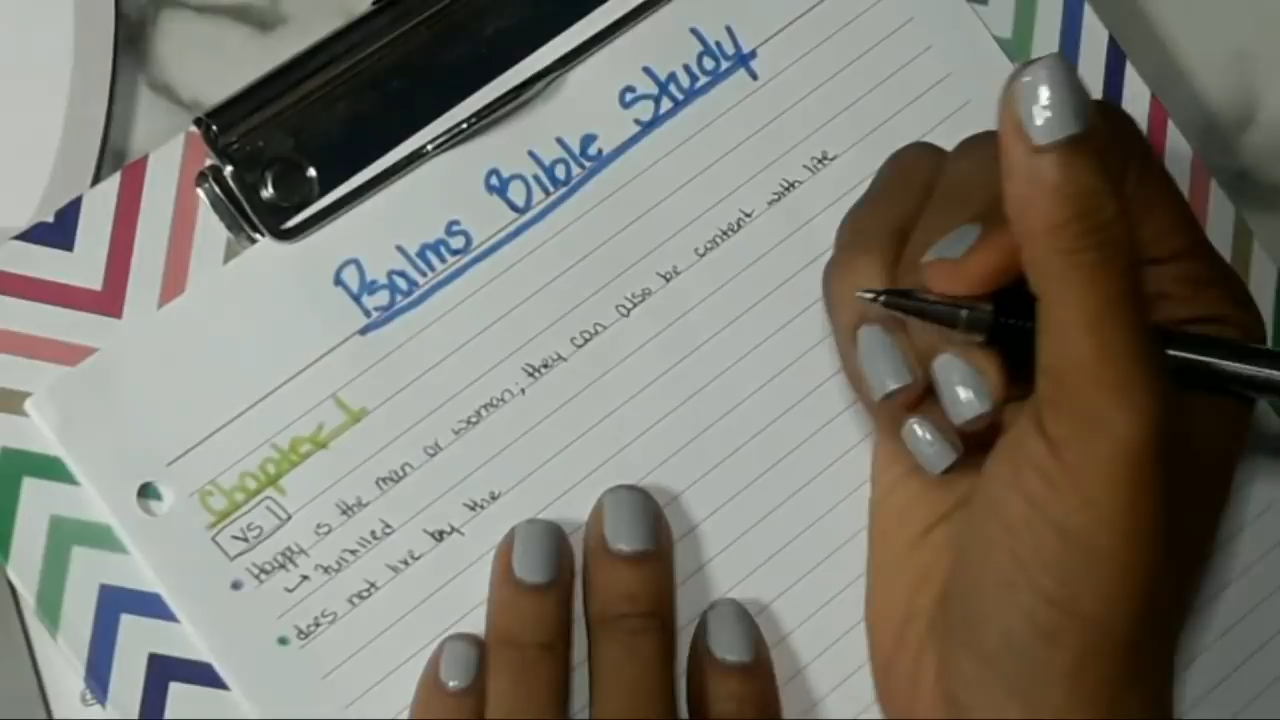 Psalms Bible Study
Chapter 1
VS 1
• Happy is the man or woman; they can also be content with life
↳ fulfilled
• does not live by the